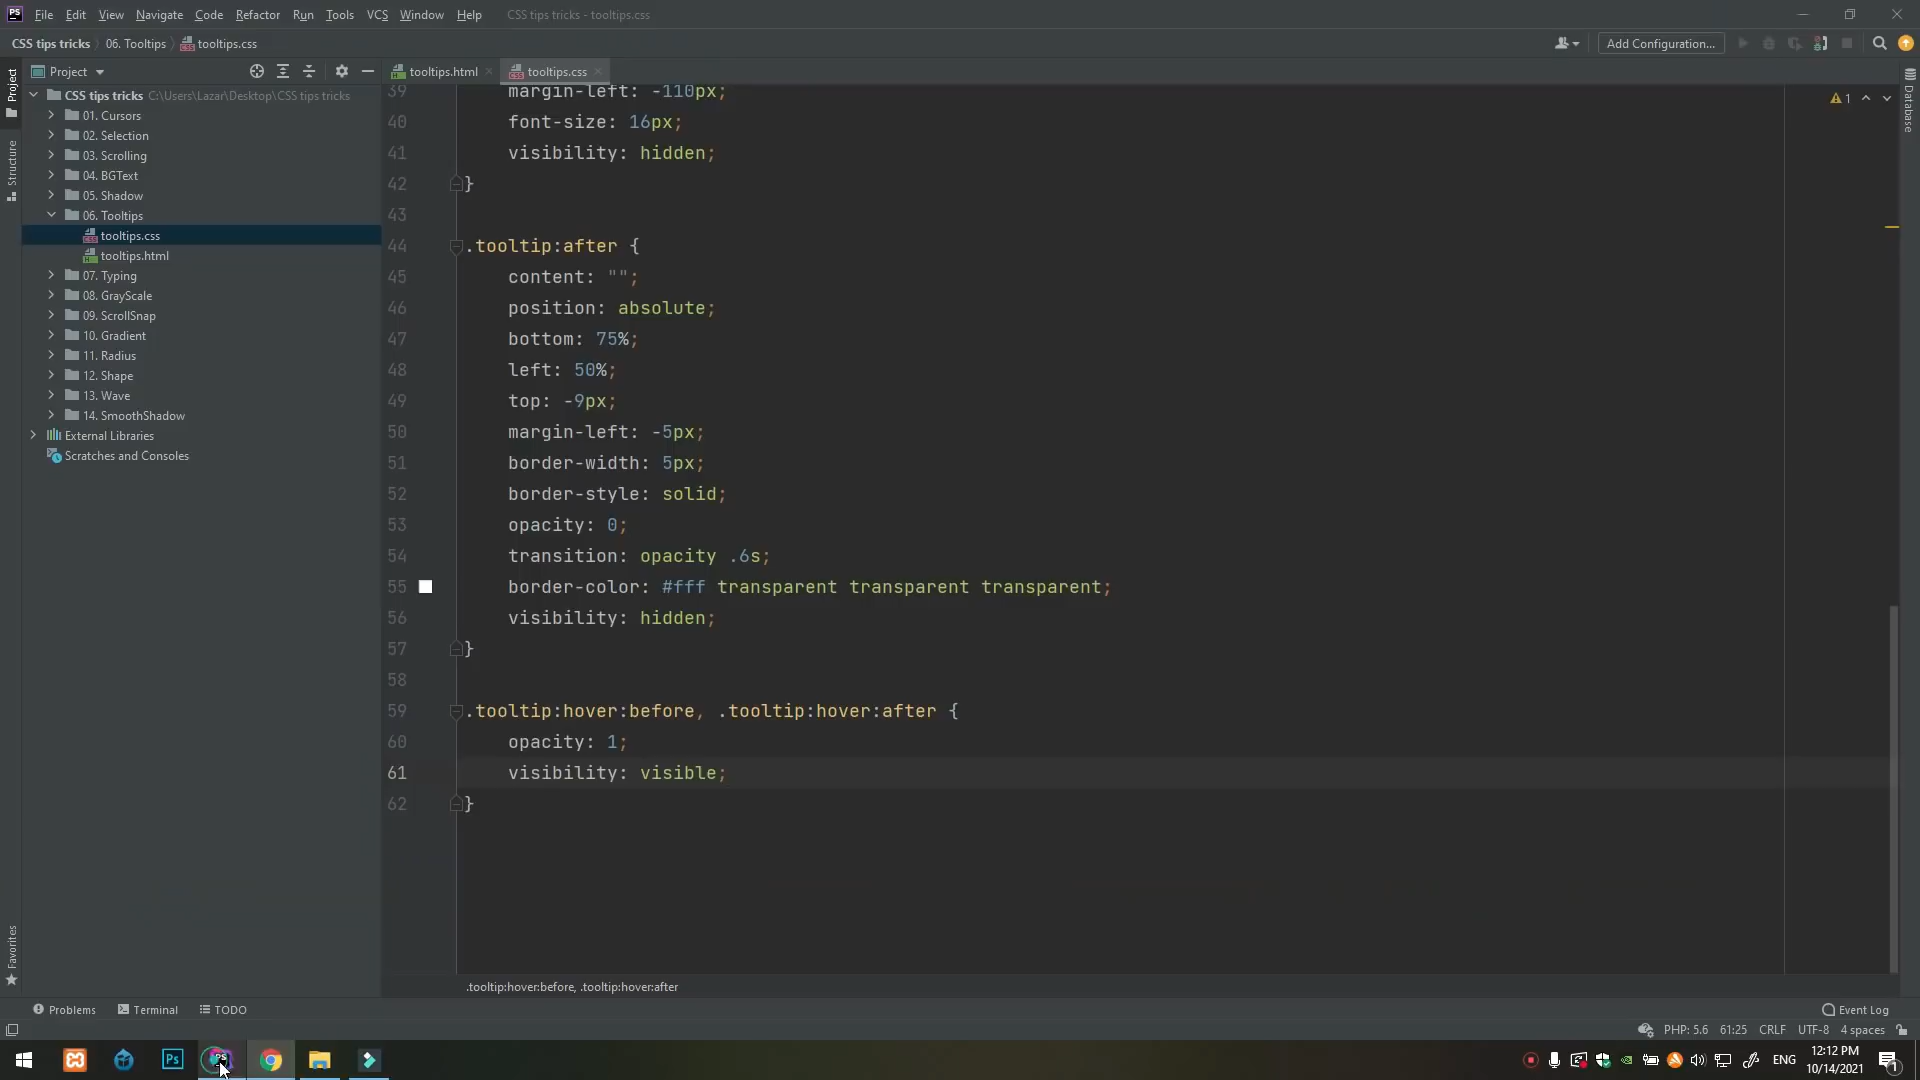 File Edit View Navigate Code Refactor Run Tools VCS Window Help CSS tips tricks - tooltips.css
CSS tips tricks 06. Tooltips tooltips.css
Add Configuration...
Project
tooltips.html
tooltips.css
Project
Structure
Favorites
Database
CSS tips tricks C:\Users\Lazar\Desktop\CSS tips tricks
01. Cursors
02. Selection
03. Scrolling
04. BGText
05. Shadow
06. Tooltips
tooltips.css
tooltips.html
07. Typing
08. GrayScale
09. ScrollSnap
10. Gradient
11. Radius
12. Shape
13. Wave
14. SmoothShadow
External Libraries
Scratches and Consoles
1
39 margin-left: -110px;
40 font-size: 16px;
41 visibility: hidden;
42 }
43
44 .tooltip:after {
45 content: "";
46 position: absolute;
47 bottom: 75%;
48 left: 50%;
49 top: -9px;
50 margin-left: -5px;
51 border-width: 5px;
52 border-style: solid;
53 opacity: 0;
54 transition: opacity .6s;
55 border-color: #fff transparent transparent transparent;
56 visibility: hidden;
57 }
58
59 .tooltip:hover:before, .tooltip:hover:after {
60 opacity: 1;
61 visibility: visible;
62 }
.tooltip:hover:before, .tooltip:hover:after
Problems Terminal TODO
Event Log
PHP: 5.6 61:25 CRLF UTF-8 4 spaces
Ps
ENG
12:12 PM
10/14/2021
1